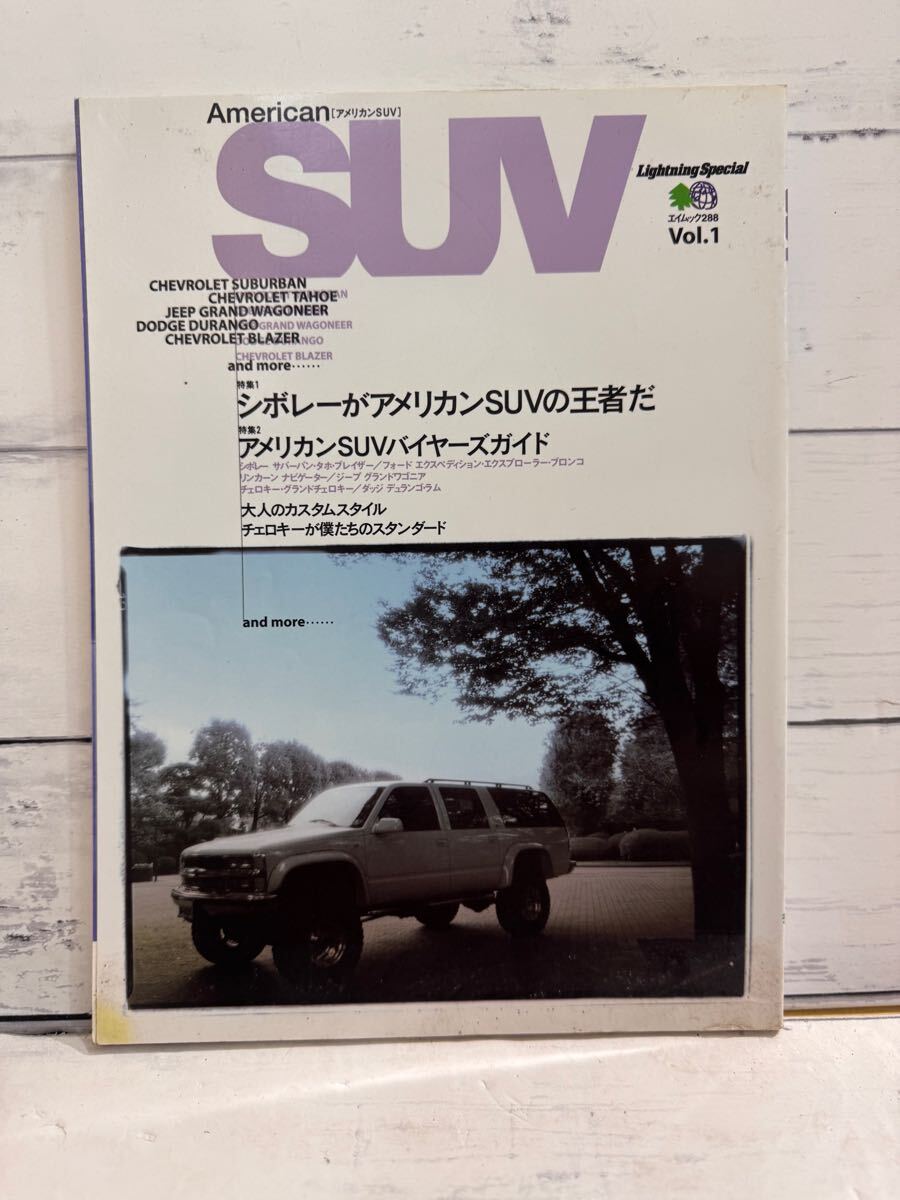 American[アメリカンSUV]
SUV
Lightning Special
エイムック288
Vol.1
CHEVROLET SUBURBAN
CHEVROLET TAHOE
JEEP GRAND WAGONEER
DODGE DURANGO
CHEVROLET BLAZER
and more……
GRAND WAGONEER
CHEVROLET BLAZER
特集1
シボレーがアメリカンSUVの王者だ
特集2
アメリカンSUVバイヤーズガイド
シボレー サバーバン・タホ・ブレイザー／フォード エクスペディション・エクスプローラー・ブロンコ
リンカーン ナビゲーター／ジープ グランドワゴニア
チェロキー・グランドチェロキー／ダッジ デュランゴ・ラム
大人のカスタムスタイル
チェロキーが僕たちのスタンダード
and more……